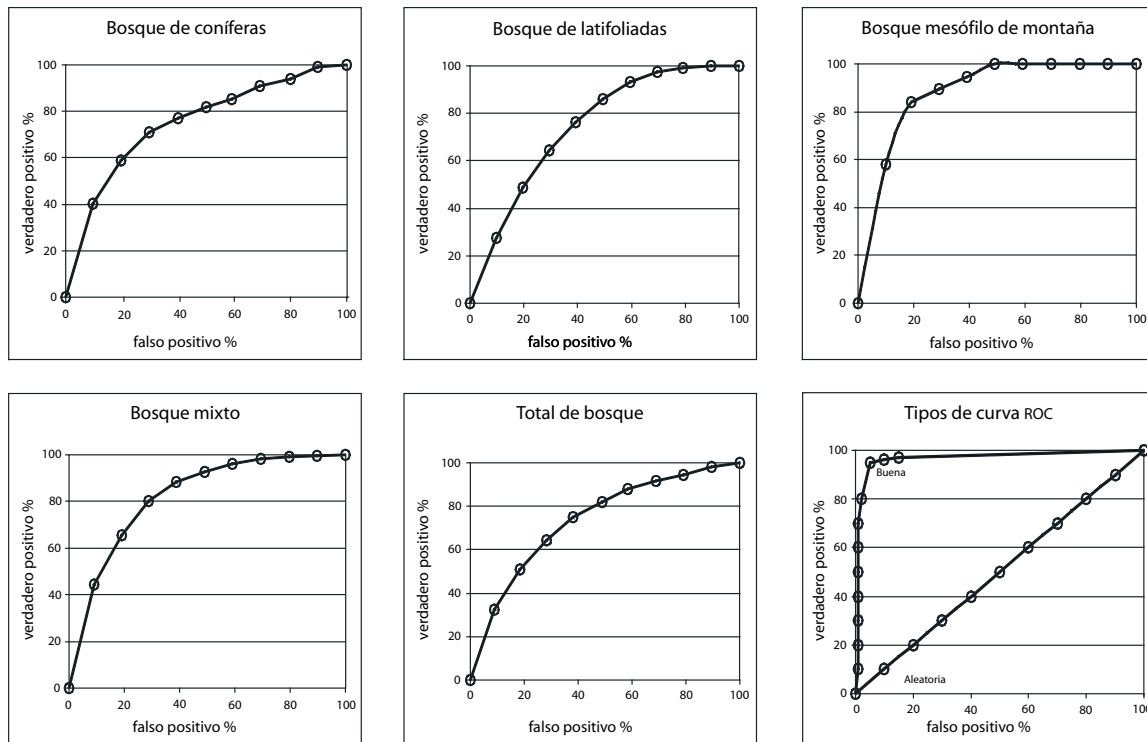 Bosque de coníferas
verdadero positivo %
100
80
60
40
20
0
0 20 40 60 80 100
falso positivo %
Bosque de latifoliadas
verdadero positivo %
100
80
60
40
20
0
0 20 40 60 80 100
falso positivo %
Bosque mesófilo de montaña
verdadero positivo %
100
80
60
40
20
0
0 20 40 60 80 100
falso positivo %
Bosque mixto
verdadero positivo %
100
80
60
40
20
0
0 20 40 60 80 100
falso positivo %
Total de bosque
verdadero positivo %
100
80
60
40
20
0
0 20 40 60 80 100
falso positivo %
Tipos de curva ROC
verdadero positivo %
100
80
60
40
20
0
Buena
Aleatoria
0 20 40 60 80 100
falso positivo %